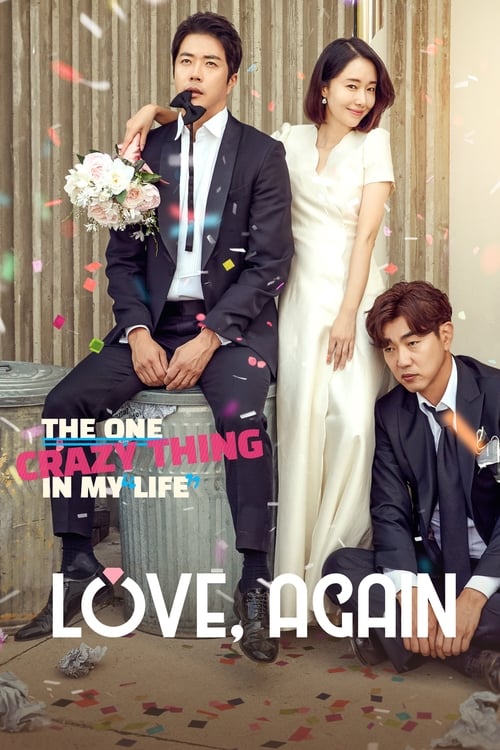 THE ONE
CRAZY THING
IN MY "LIFE"
LOVE, AGAIN